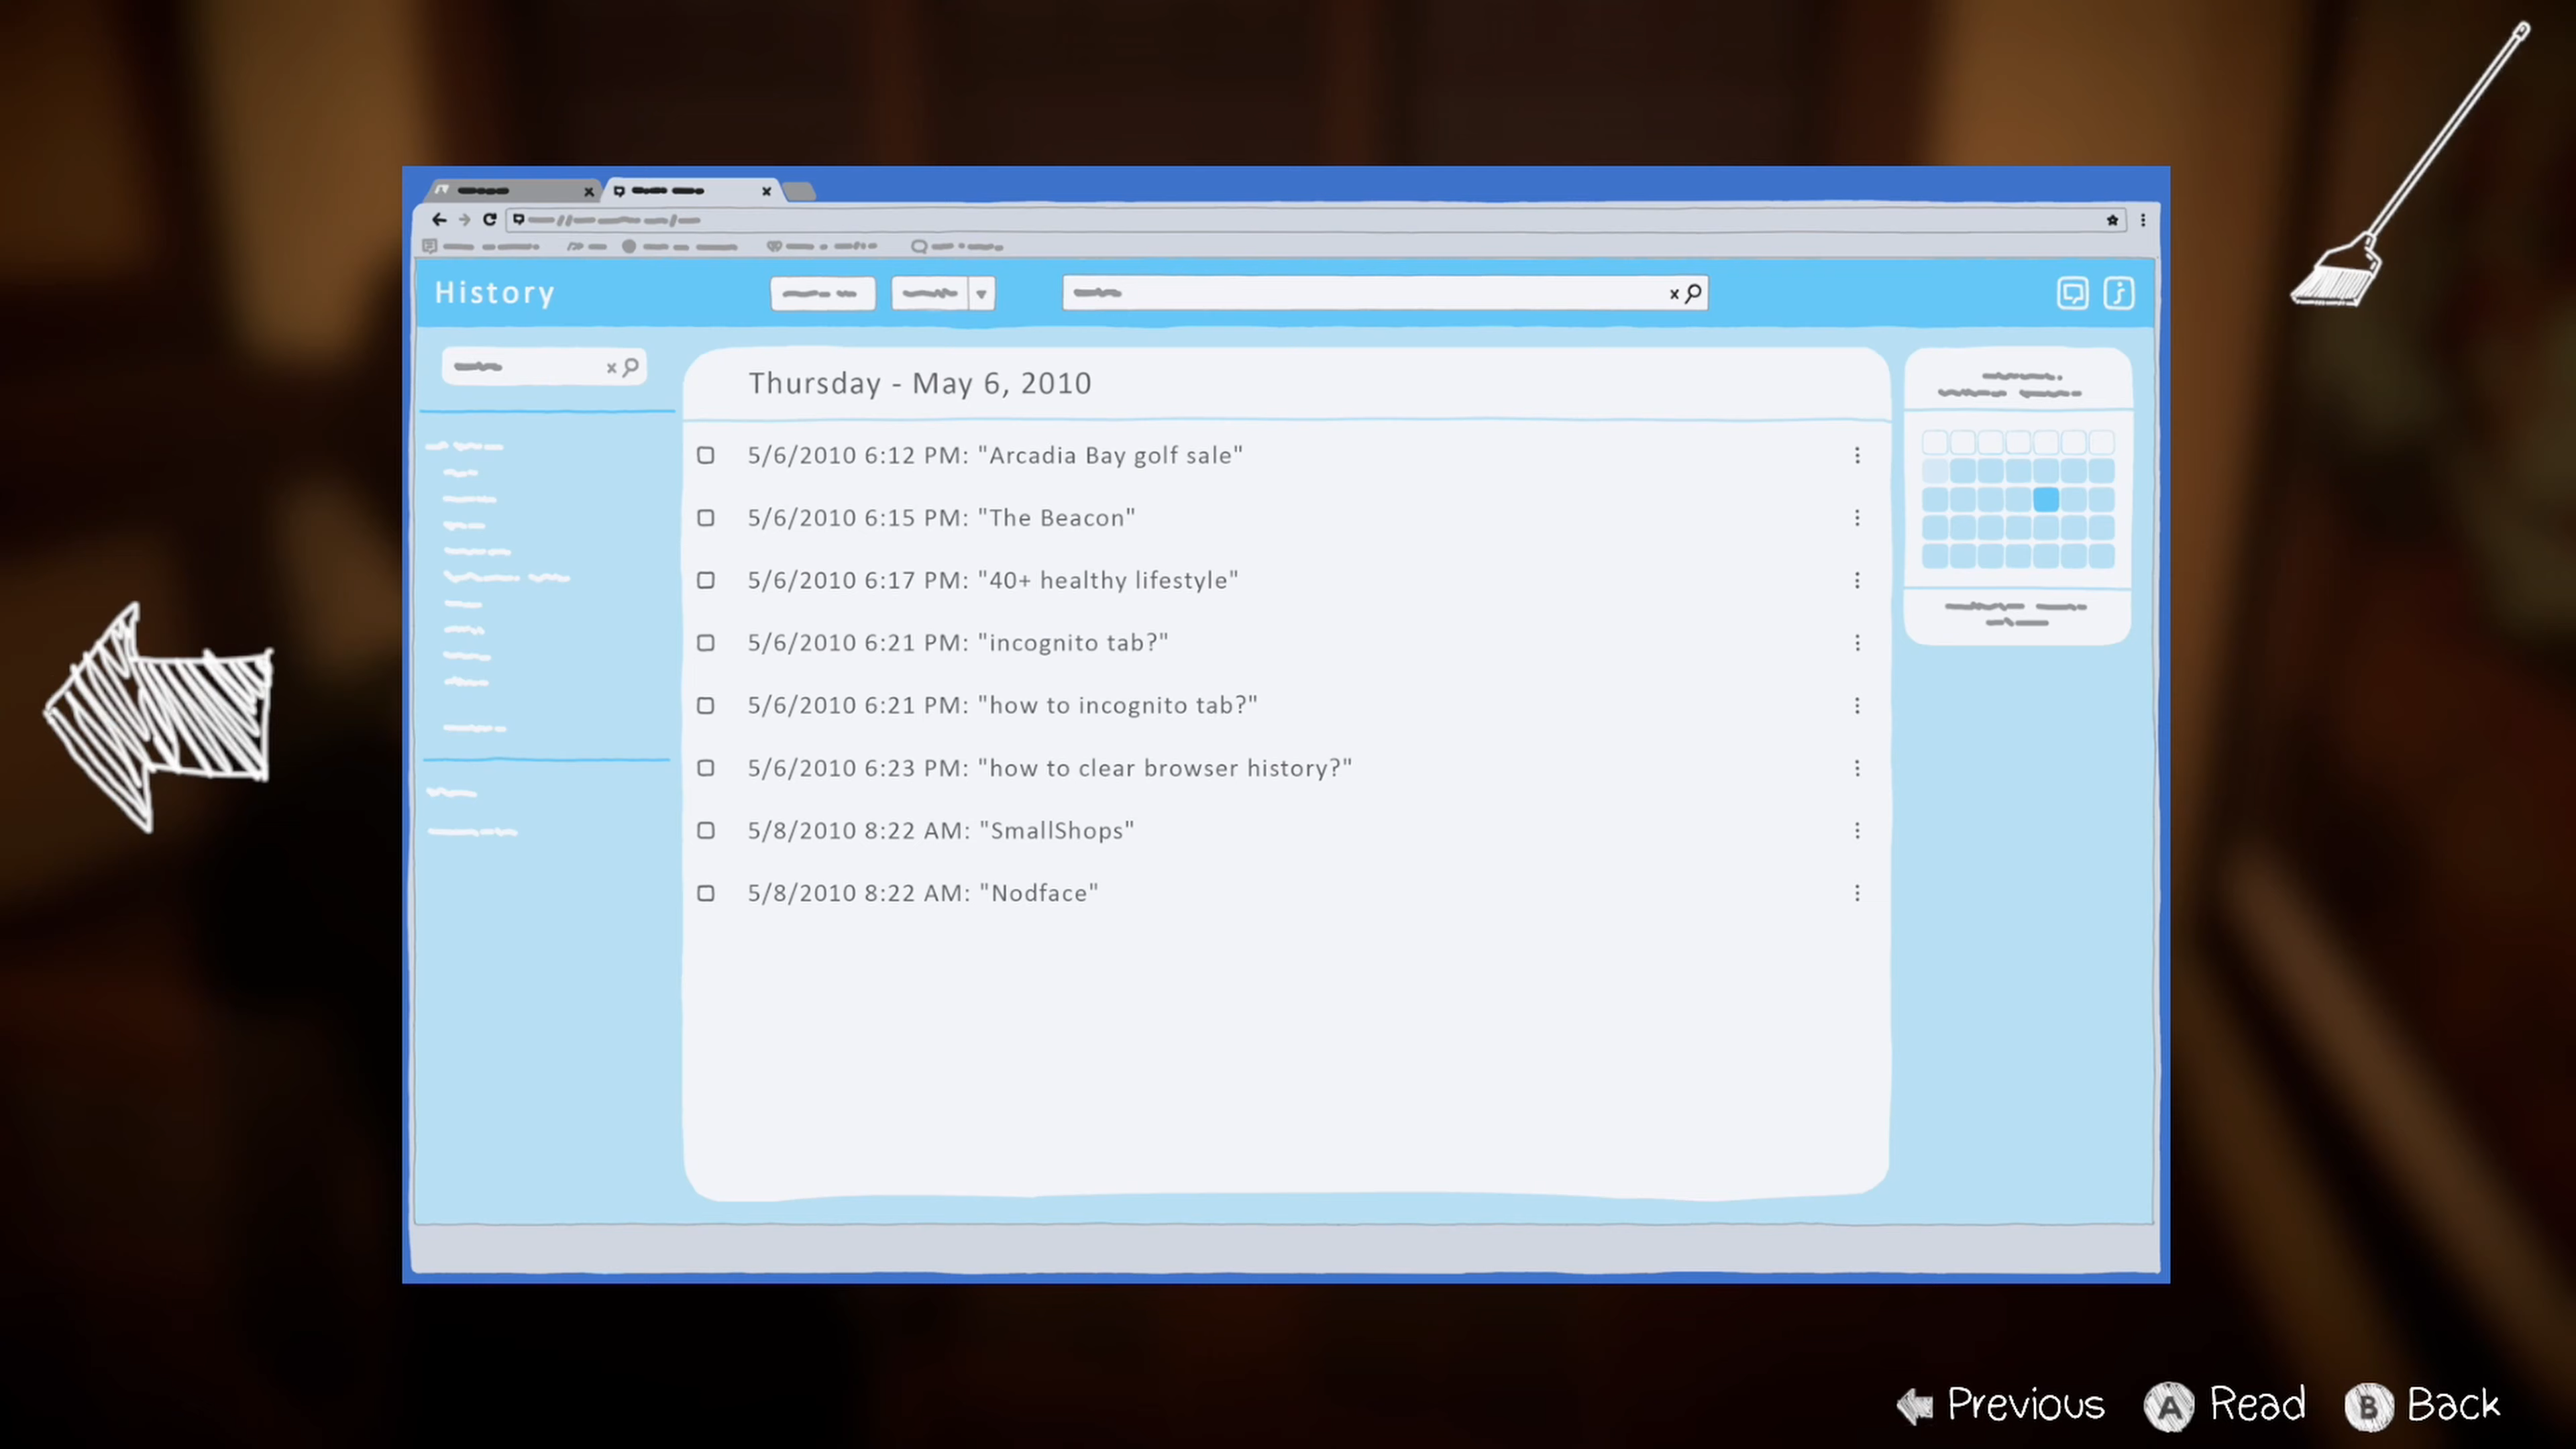 History
Thursday - May 6, 2010
5/6/2010 6:12 PM: "Arcadia Bay golf sale"
5/6/2010 6:15 PM: "The Beacon"
5/6/2010 6:17 PM: "40+ healthy lifestyle"
5/6/2010 6:21 PM: "incognito tab?"
5/6/2010 6:21 PM: "how to incognito tab?"
5/6/2010 6:23 PM: "how to clear browser history?"
5/8/2010 8:22 AM: "SmallShops"
5/8/2010 8:22 AM: "Nodface"
Previous A Read B Back